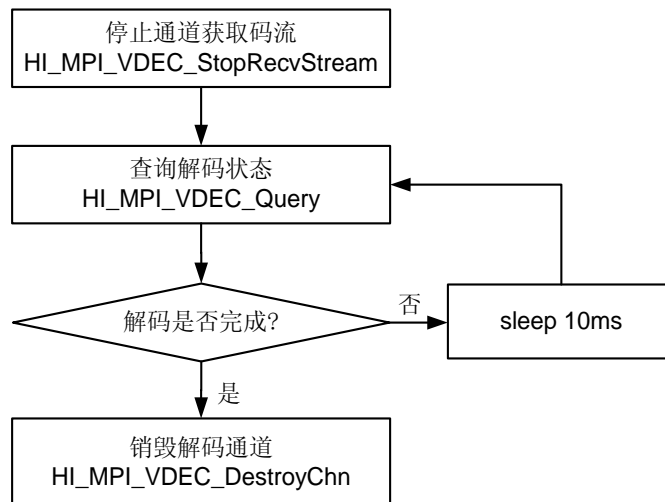 停止通道获取码流
HI_MPI_VDEC_StopRecvStream
查询解码状态
HI_MPI_VDEC_Query
解码是否完成?
否
sleep 10ms
是
销毁解码通道
HI_MPI_VDEC_DestroyChn